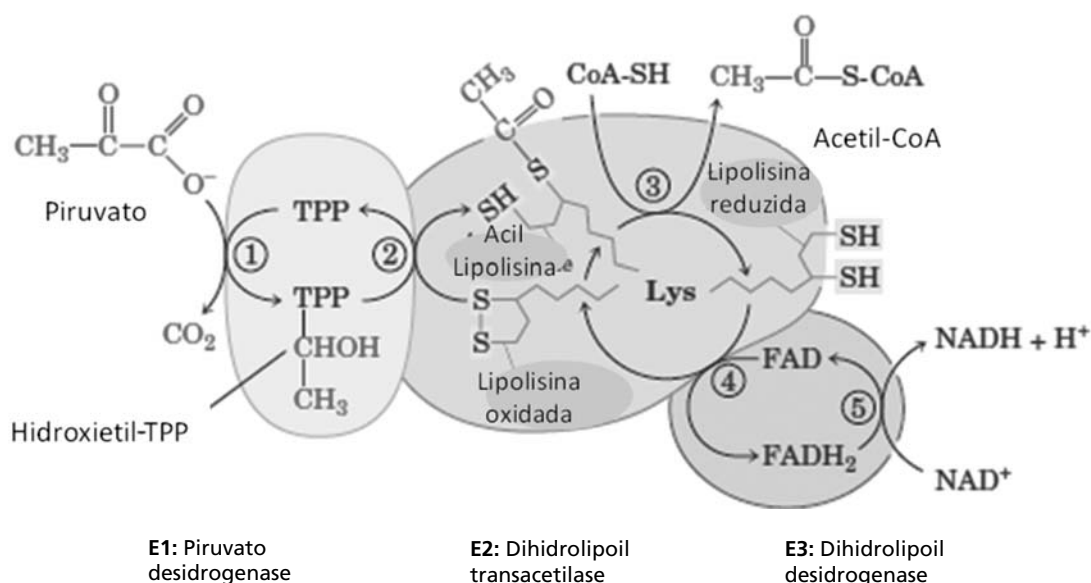 O
CH₃—C—C
O
O⁻
Piruvato
CO₂
Hidroxietil-TPP
①
TPP
TPP
CHOH
CH₃
②
CH₃
C
O
S
SH
Acil
Lipolisina
S
S
Lipolisina
oxidada
CoA-SH
③
O
CH₃—C—S-CoA
Acetil-CoA
Lipolisina
reduzida
SH
SH
Lys
④
FAD
FADH₂
⑤
NADH + H⁺
NAD⁺
E1: Piruvato
desidrogenase
E2: Dihidrolipoil
transacetilase
E3: Dihidrolipoil
desidrogenase